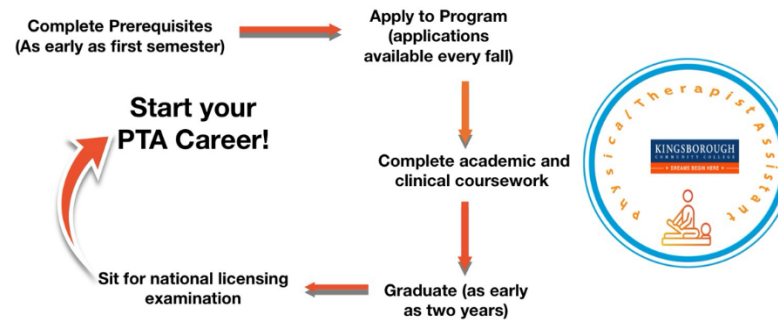 Complete Prerequisites
(As early as first semester)
Apply to Program
(applications
available every fall)
Complete academic and
clinical coursework
Graduate (as early
as two years)
Sit for national licensing
examination
Start your
PTA Career!
Physical Therapist Assistant
KINGSBOROUGH
COMMUNITY COLLEGE
DREAMS BEGIN HERE